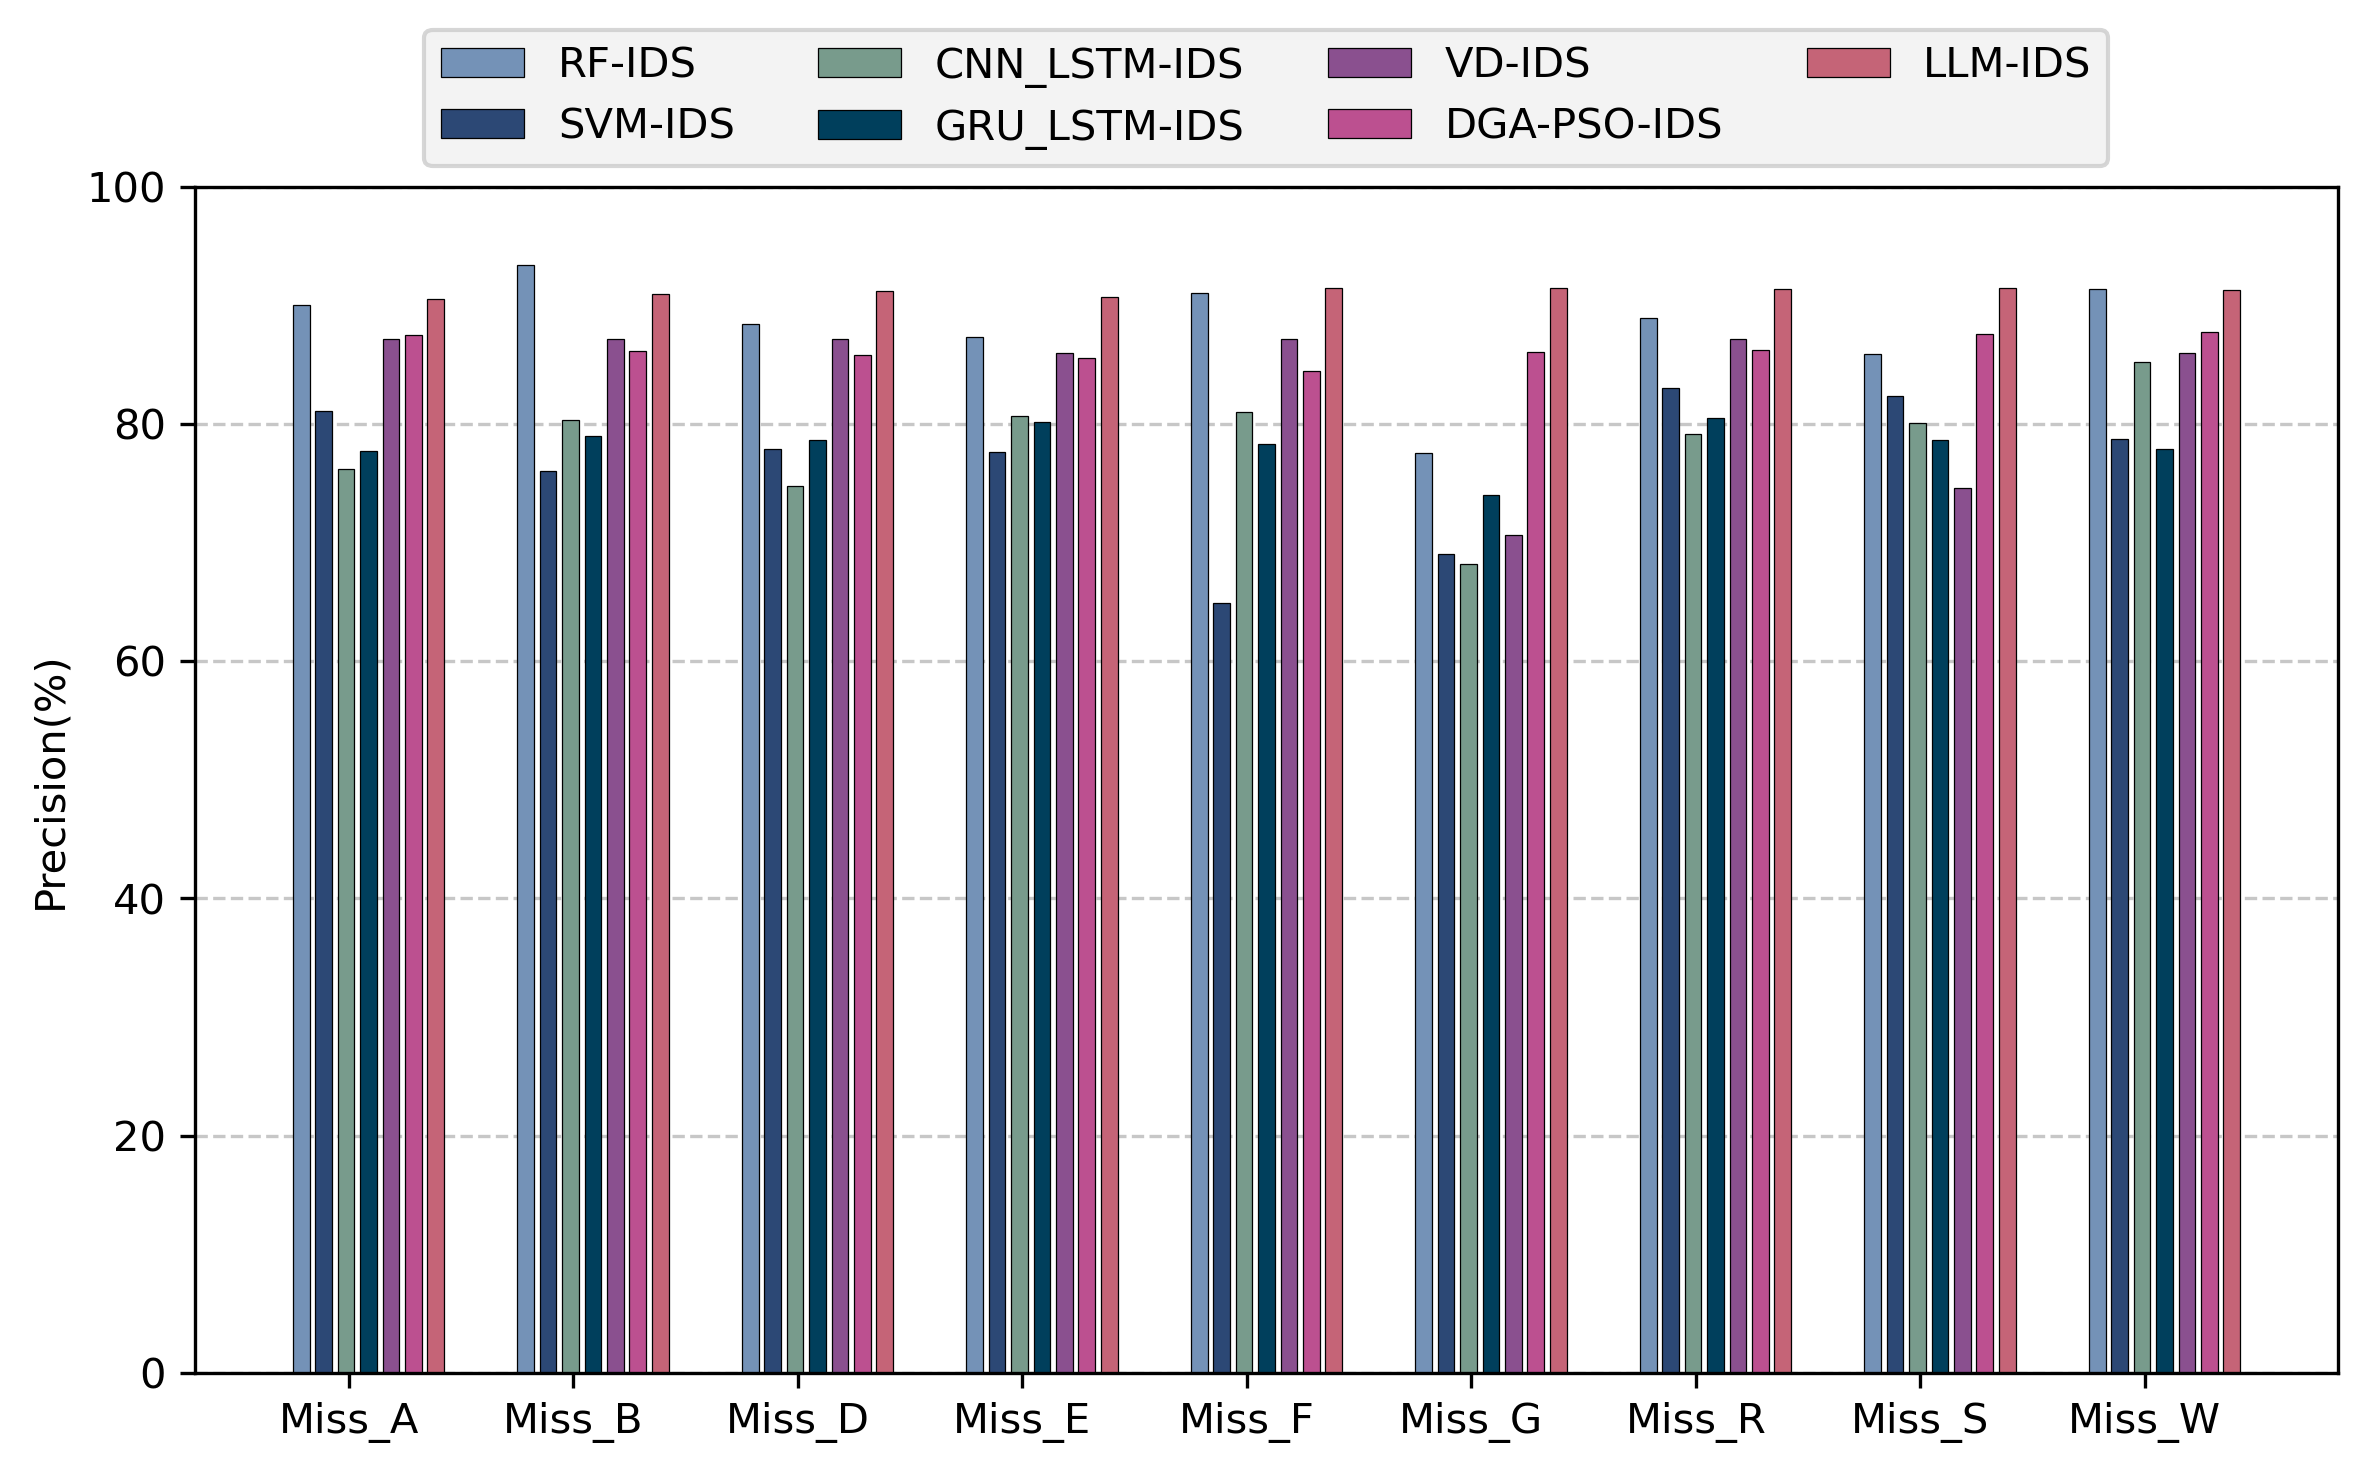 RF-IDS
SVM-IDS
CNN_LSTM-IDS
GRU_LSTM-IDS
VD-IDS
DGA-PSO-IDS
LLM-IDS
Precision(%)
100
80
60
40
20
0
Miss_A
Miss_B
Miss_D
Miss_E
Miss_F
Miss_G
Miss_R
Miss_S
Miss_W